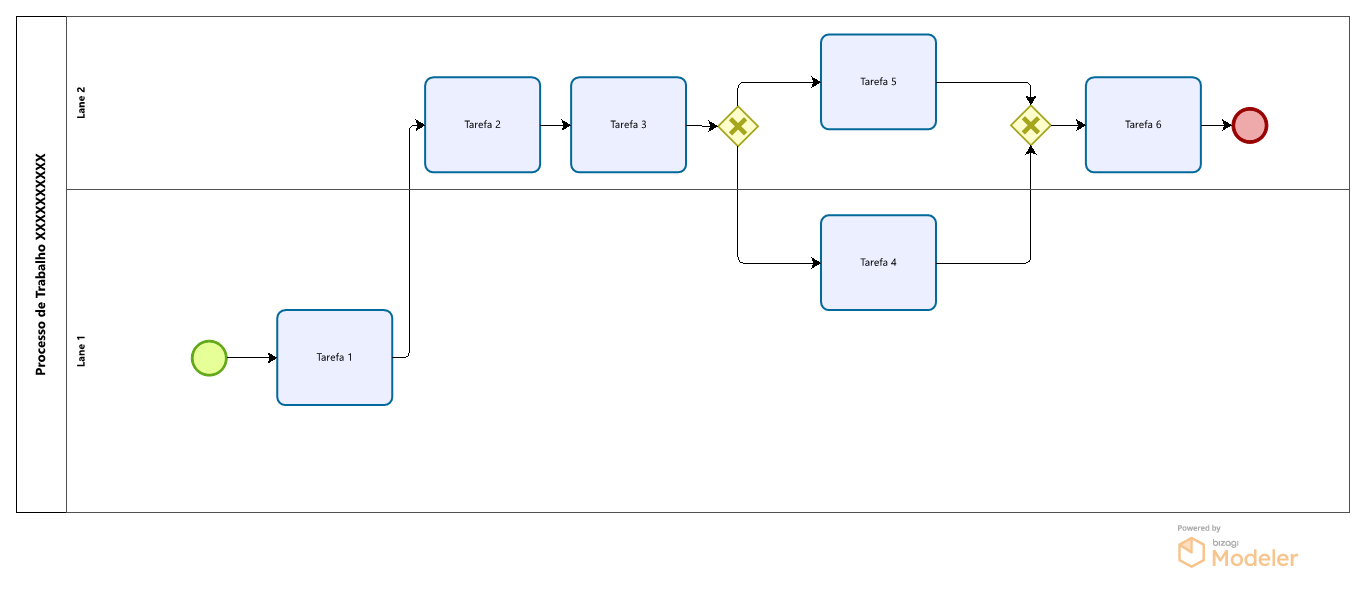 Processo de Trabalho XXXXXXXXXX
Lane 2
Tarefa 2
Tarefa 3
Tarefa 5
Tarefa 6
Lane 1
Tarefa 1
Tarefa 4
Powered by
bizagi
Modeler